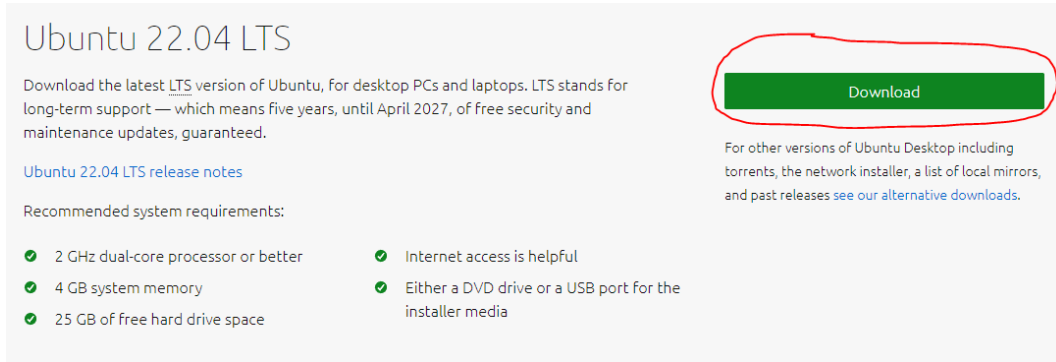 Ubuntu 22.04 LTS
Download the latest LTS version of Ubuntu, for desktop PCs and laptops. LTS stands for
long-term support — which means five years, until April 2027, of free security and
maintenance updates, guaranteed.
Ubuntu 22.04 LTS release notes
Recommended system requirements:
2 GHz dual-core processor or better
4 GB system memory
25 GB of free hard drive space
Internet access is helpful
Either a DVD drive or a USB port for the
installer media
Download
For other versions of Ubuntu Desktop including
torrents, the network installer, a list of local mirrors,
and past releases see our alternative downloads.